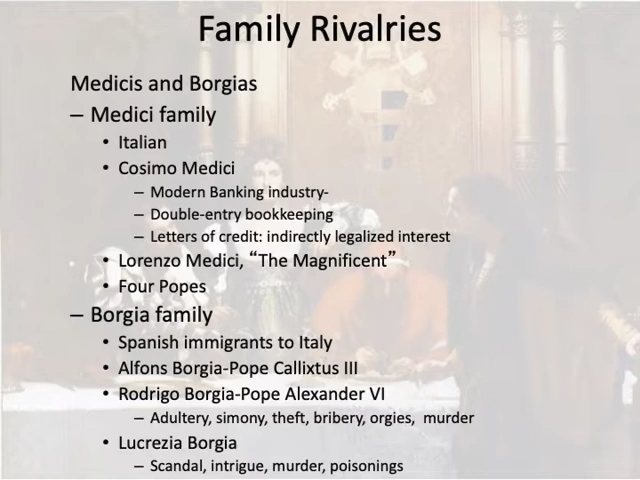 Family Rivalries
Medicis and Borgias
– Medici family
• Italian
• Cosimo Medici
– Modern Banking industry-
– Double-entry bookkeeping
– Letters of credit: indirectly legalized interest
• Lorenzo Medici, “The Magnificent”
• Four Popes
– Borgia family
• Spanish immigrants to Italy
• Alfons Borgia-Pope Callixtus III
• Rodrigo Borgia-Pope Alexander VI
– Adultery, simony, theft, bribery, orgies, murder
• Lucrezia Borgia
– Scandal, intrigue, murder, poisonings